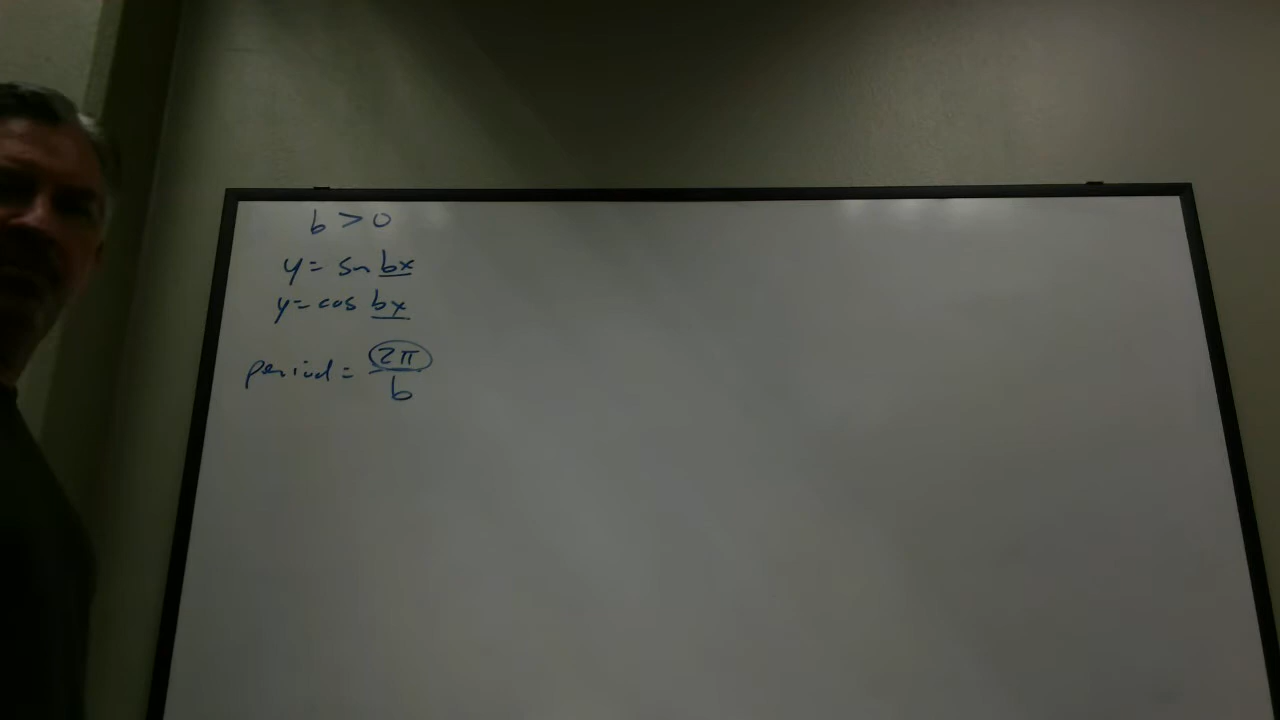 b > 0
y = sin bx
y = cos bx
period = 2π/b